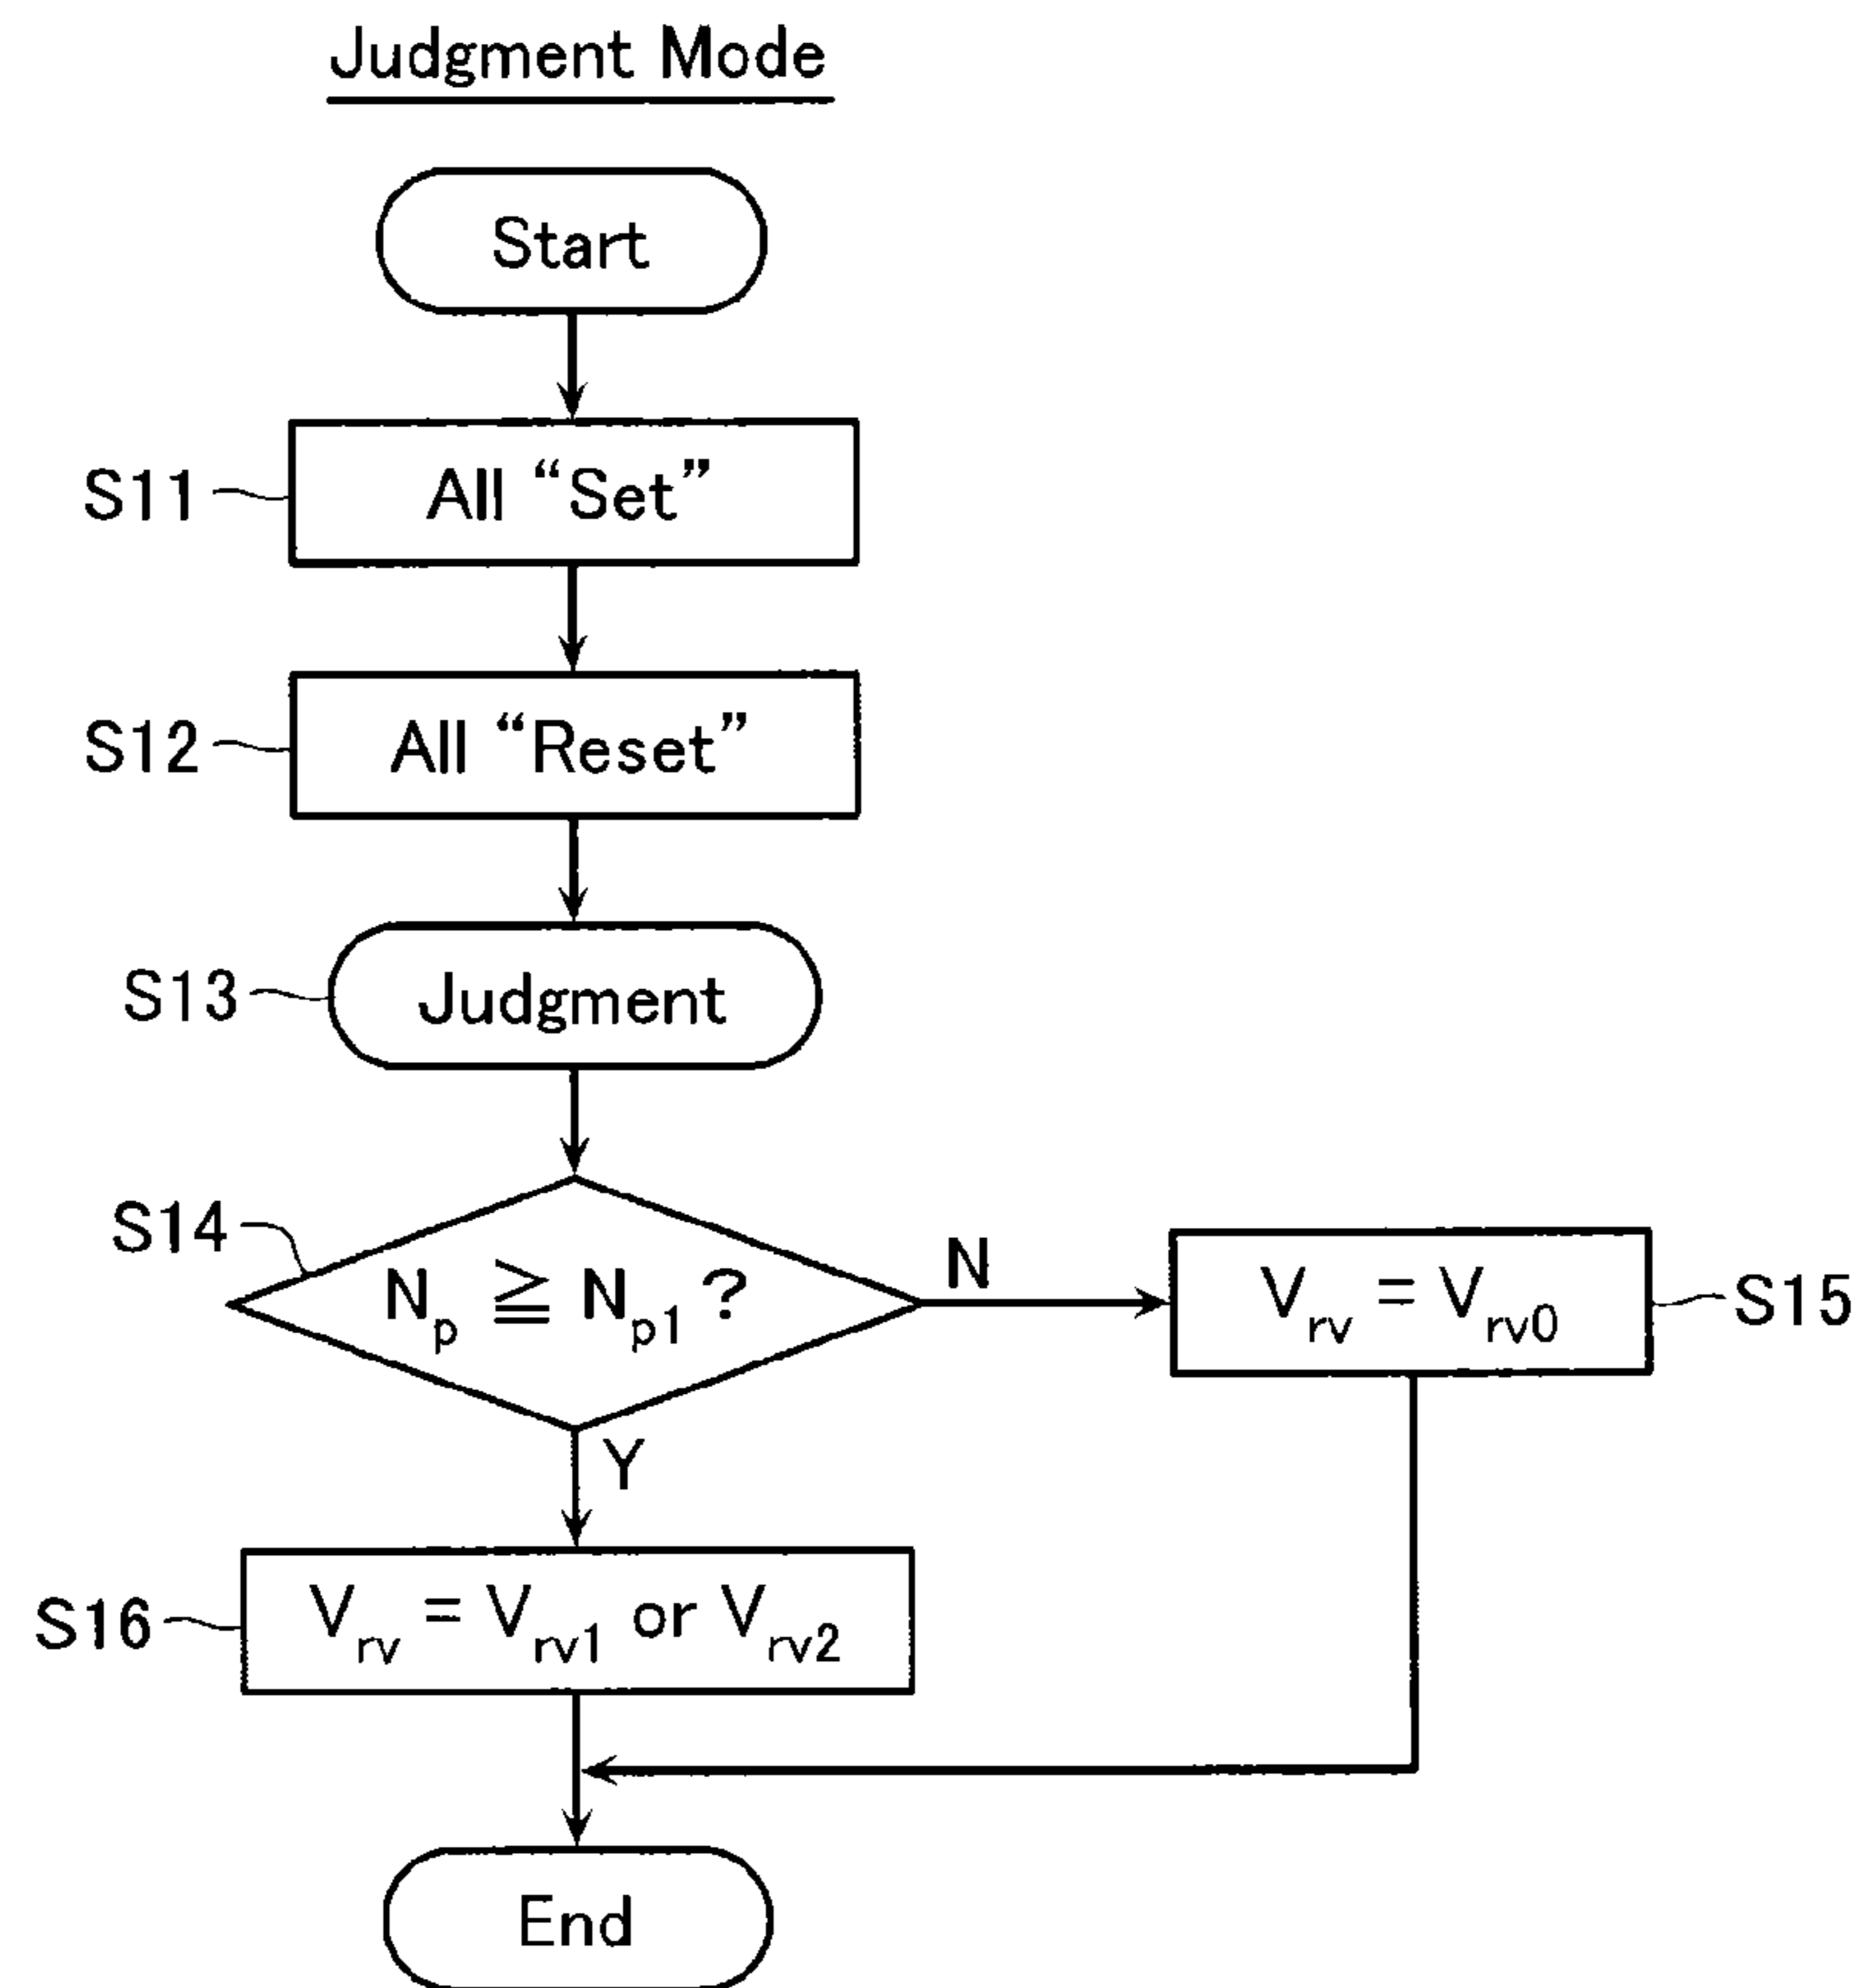 Judgment Mode
Start
S11
All “Set”
S12
All “Reset”
S13
Judgment
S14
Np ≧ Np1 ?
N
Vrv = Vrv0
S15
Y
S16
Vrv = Vrv1 or Vrv2
End